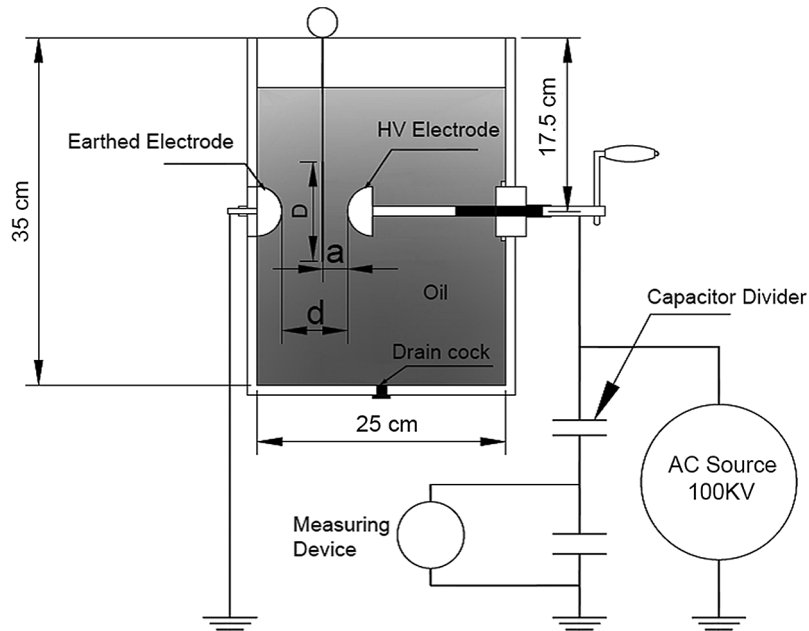 Earthed Electrode
HV Electrode
17.5 cm
35 cm
D
a
d
Oil
Capacitor Divider
Drain cock
25 cm
AC Source
100KV
Measuring
Device